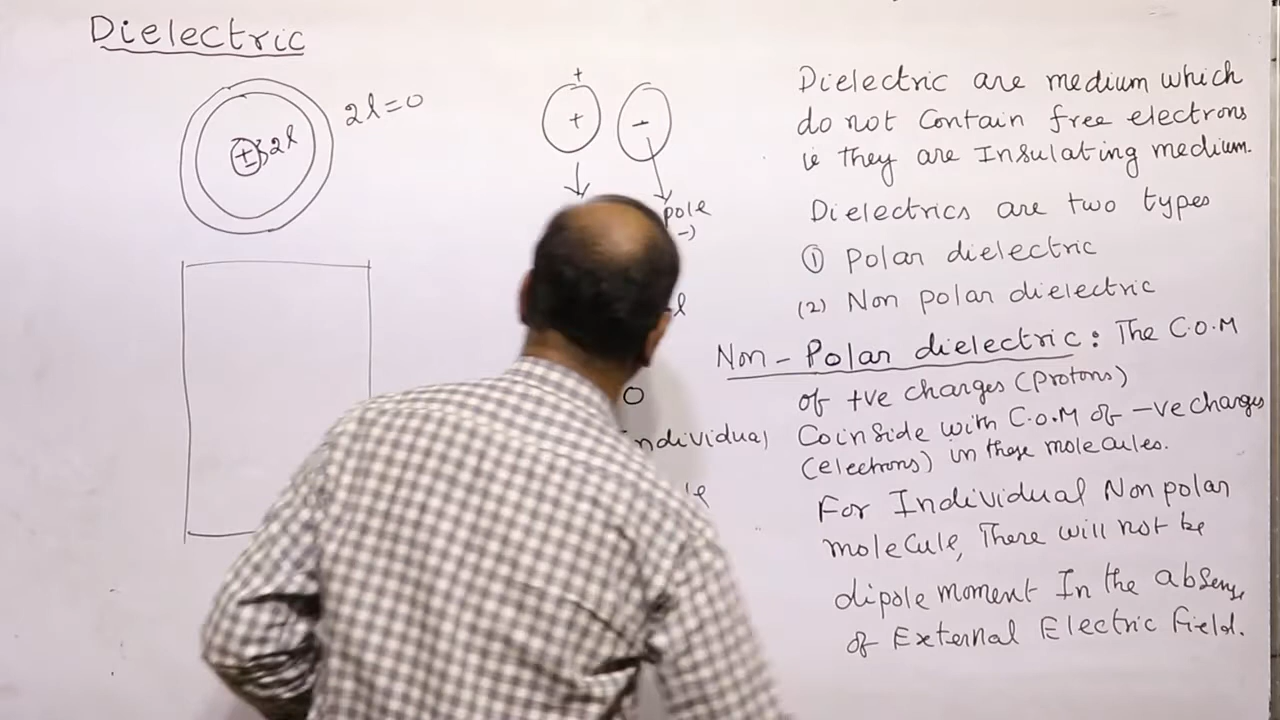 Dielectric
2l=0
±
2l
+
+
-
pole
-)
l
0
individual
Dielectric are medium which
do not contain free electrons
ie they are Insulating medium.
Dielectrics are two types
① Polar dielectric
(2) Non polar dielectric
Non-Polar dielectric: The C.O.M
of +ve charges (Protons)
Coinside with C.O.M of -ve charges
(electrons) in these molecules.
For Individual Non polar
molecule, There will not be
dipole moment In the absense
of External Electric field.